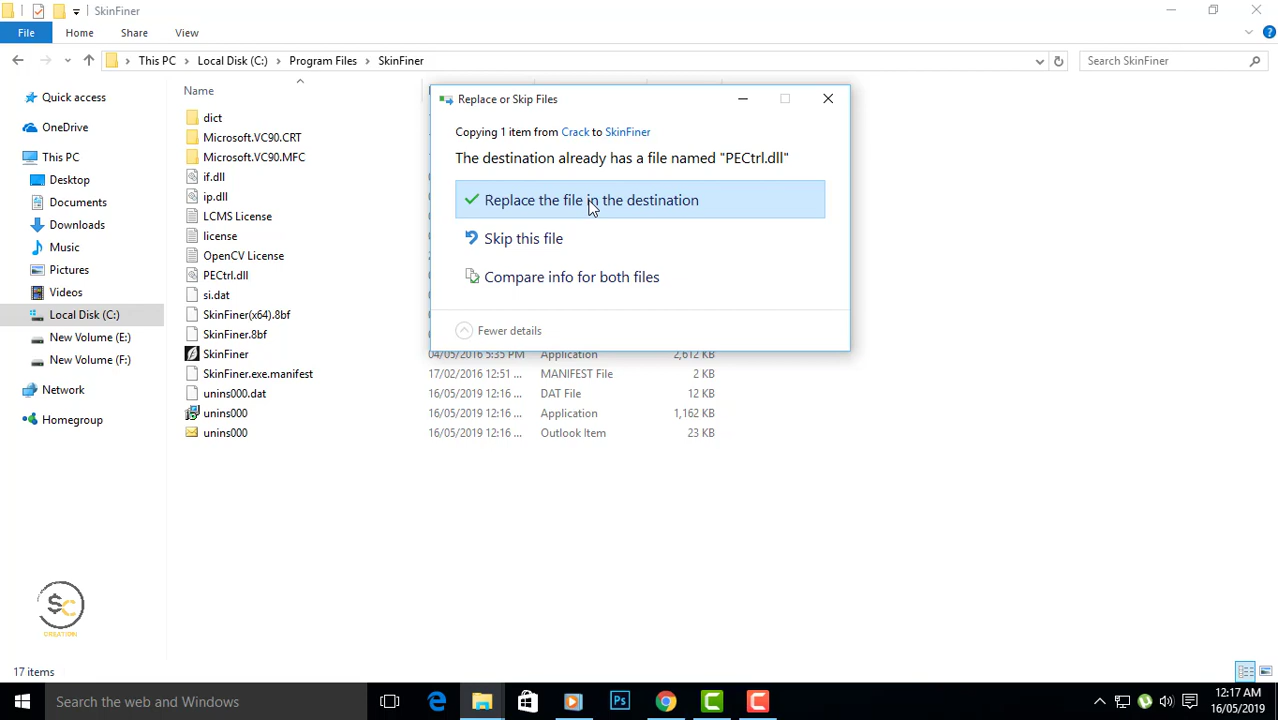 SkinFiner
File Home Share View
This PC Local Disk (C:) Program Files SkinFiner
Search SkinFiner
Quick access
OneDrive
This PC
Desktop
Documents
Downloads
Music
Pictures
Videos
Local Disk (C:)
New Volume (E:)
New Volume (F:)
Network
Homegroup
Name
dict
Microsoft.VC90.CRT
Microsoft.VC90.MFC
if.dll
ip.dll
LCMS License
license
OpenCV License
PECtrl.dll
si.dat
SkinFiner(x64).8bf
SkinFiner.8bf
SkinFiner 04/05/2016 5:35 PM Application 2,612 KB
SkinFiner.exe.manifest 17/02/2016 12:51 ... MANIFEST File 2 KB
unins000.dat 16/05/2019 12:16 ... DAT File 12 KB
unins000 16/05/2019 12:16 ... Application 1,162 KB
unins000 16/05/2019 12:16 ... Outlook Item 23 KB
Replace or Skip Files
Copying 1 item from Crack to SkinFiner
The destination already has a file named "PECtrl.dll"
Replace the file in the destination
Skip this file
Compare info for both files
Fewer details
SC
CREATION
17 items
Search the web and Windows
Ps
12:17 AM
16/05/2019